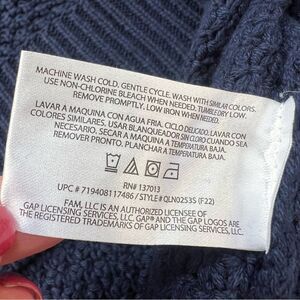 MACHINE WASH COLD. GENTLE CYCLE. WASH WITH SIMILAR COLORS.
USE NON-CHLORINE BLEACH WHEN NEEDED. TUMBLE DRY LOW.
REMOVE PROMPTLY. LOW IRON WHEN NEEDED.
LAVAR A MAQUINA CON AGUA FRIA. CICLO DELICADO. LAVAR CON
COLORES SIMILARES. USAR BLANQUEADOR SIN CLORO CUANDO SEA
NECESARIO. SECAR A MAQUINA A TEMPERATURA BAJA.
REMOVER PRONTO. PLANCHAR A TEMPERATURA BAJA.
RN# 137013
UPC # 719408117486 / STYLE # QLN0253S (F22)
FAM, LLC IS AN AUTHORIZED LICENSEE OF
GAP LICENSING SERVICES, LLC. GAP® AND THE GAP LOGOS ARE
THE REGISTERED TRADEMARKS OF GAP LICENSING SERVICES, LLC.